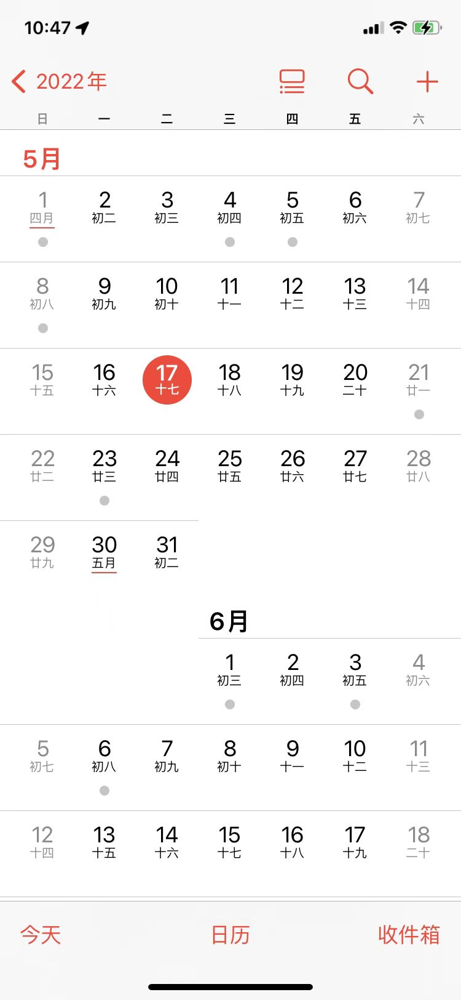 10:47
2022年
日 一 二 三 四 五 六
5月
1 2 3 4 5 6 7
四月 初二 初三 初四 初五 初六 初七
8 9 10 11 12 13 14
初八 初九 初十 十一 十二 十三 十四
15 16 17 18 19 20 21
十五 十六 十七 十八 十九 二十 廿一
22 23 24 25 26 27 28
廿二 廿三 廿四 廿五 廿六 廿七 廿八
29 30 31
廿九 五月 初二
6月
1 2 3 4
初三 初四 初五 初六
5 6 7 8 9 10 11
初七 初八 初九 初十 十一 十二 十三
12 13 14 15 16 17 18
十四 十五 十六 十七 十八 十九 二十
今天 日历 收件箱